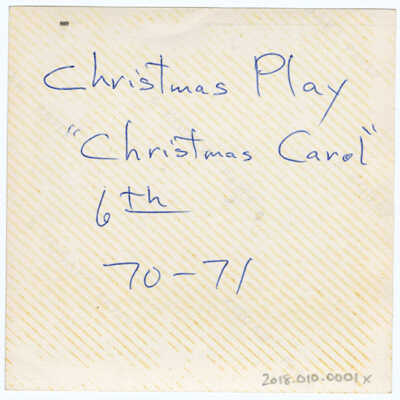 Christmas Play
"Christmas Carol"
6th
70-71
2018.010.0001x